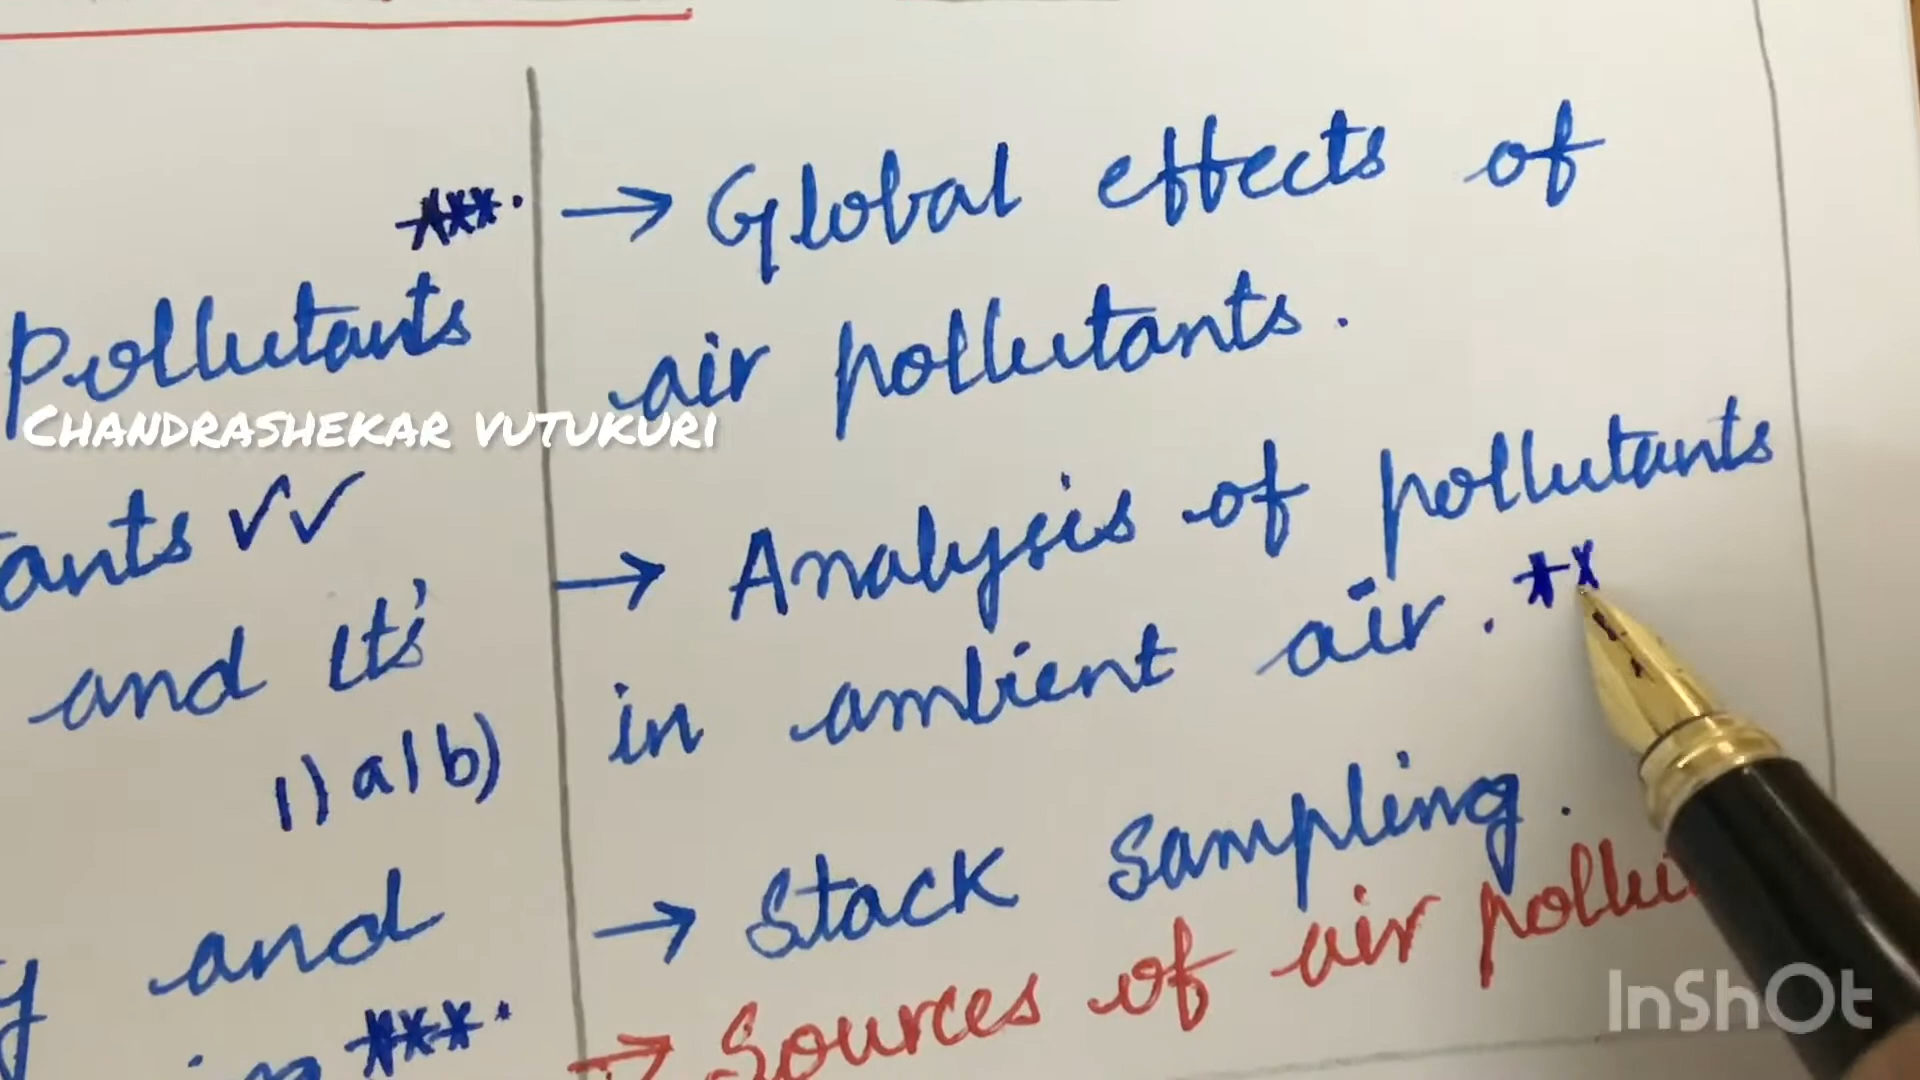 ***.
Pollutants
CHANDRASHEKAR VUTUKURI
ants √√
and its'
1) a/b)
and
***.
→ Global effects of
air pollutants.
→ Analysis of pollutants
in ambient air. **
→ Stack sampling.
→ Sources of air pollu
InShOt